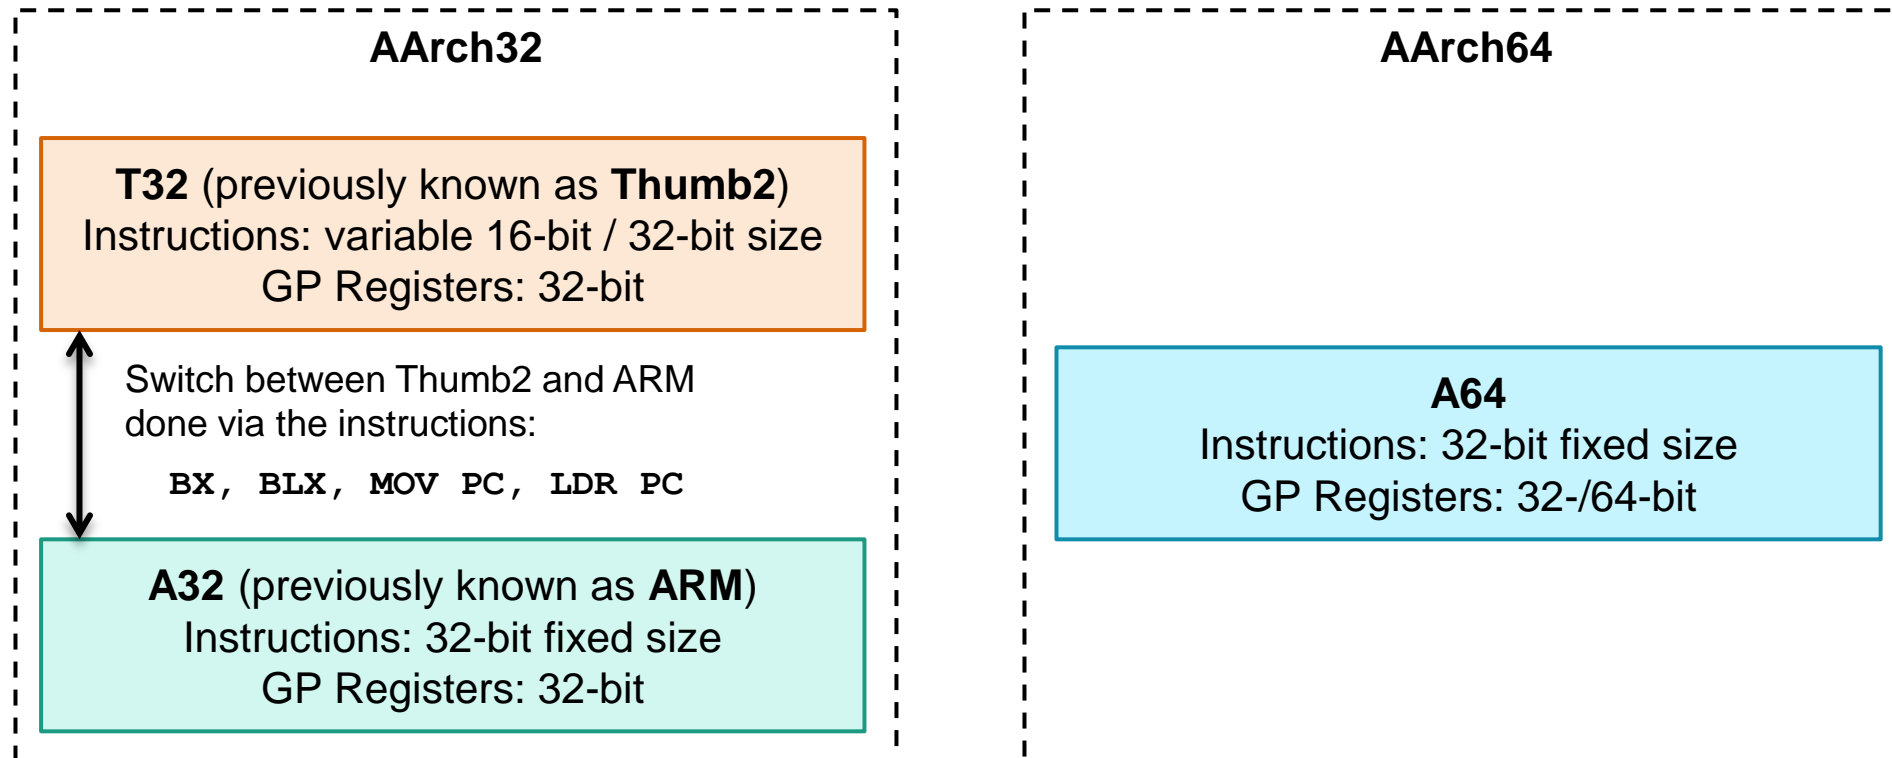 AArch32
T32 (previously known as Thumb2)
Instructions: variable 16-bit / 32-bit size
GP Registers: 32-bit
Switch between Thumb2 and ARM
done via the instructions:
BX, BLX, MOV PC, LDR PC
A32 (previously known as ARM)
Instructions: 32-bit fixed size
GP Registers: 32-bit
AArch64
A64
Instructions: 32-bit fixed size
GP Registers: 32-/64-bit